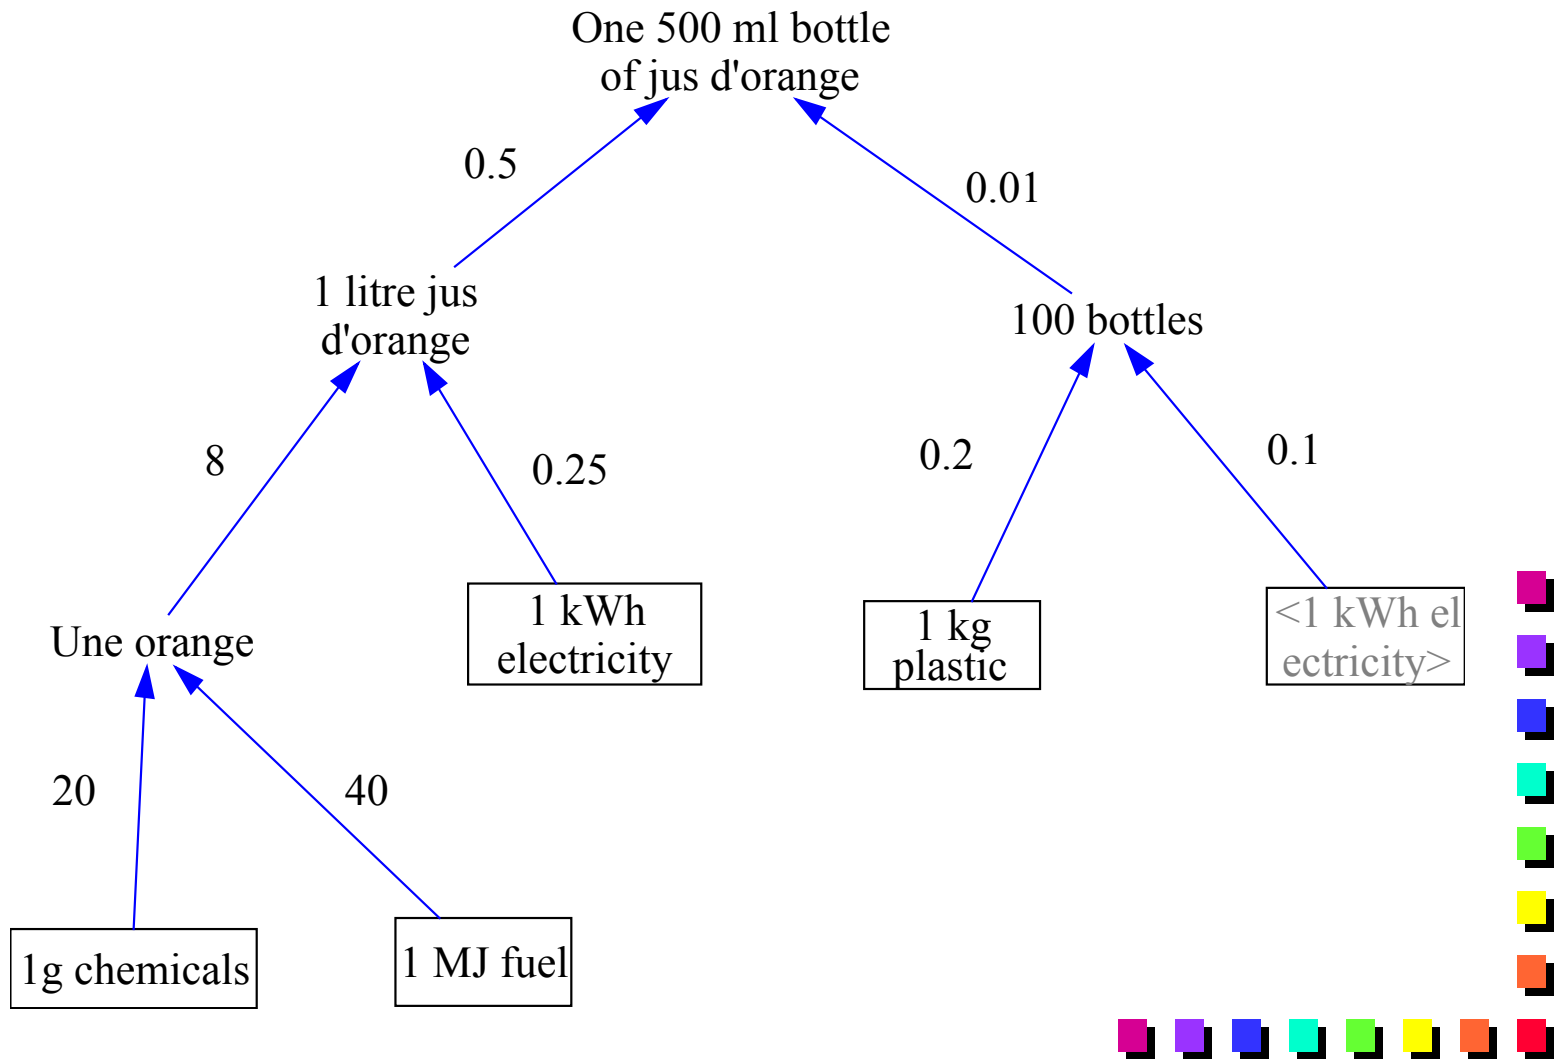 One 500 ml bottle
of jus d'orange
0.5
0.01
1 litre jus
d'orange
100 bottles
8
0.25
0.2
0.1
Une orange
1 kWh
electricity
1 kg
plastic
<1 kWh el
ectricity>
20
40
1g chemicals
1 MJ fuel